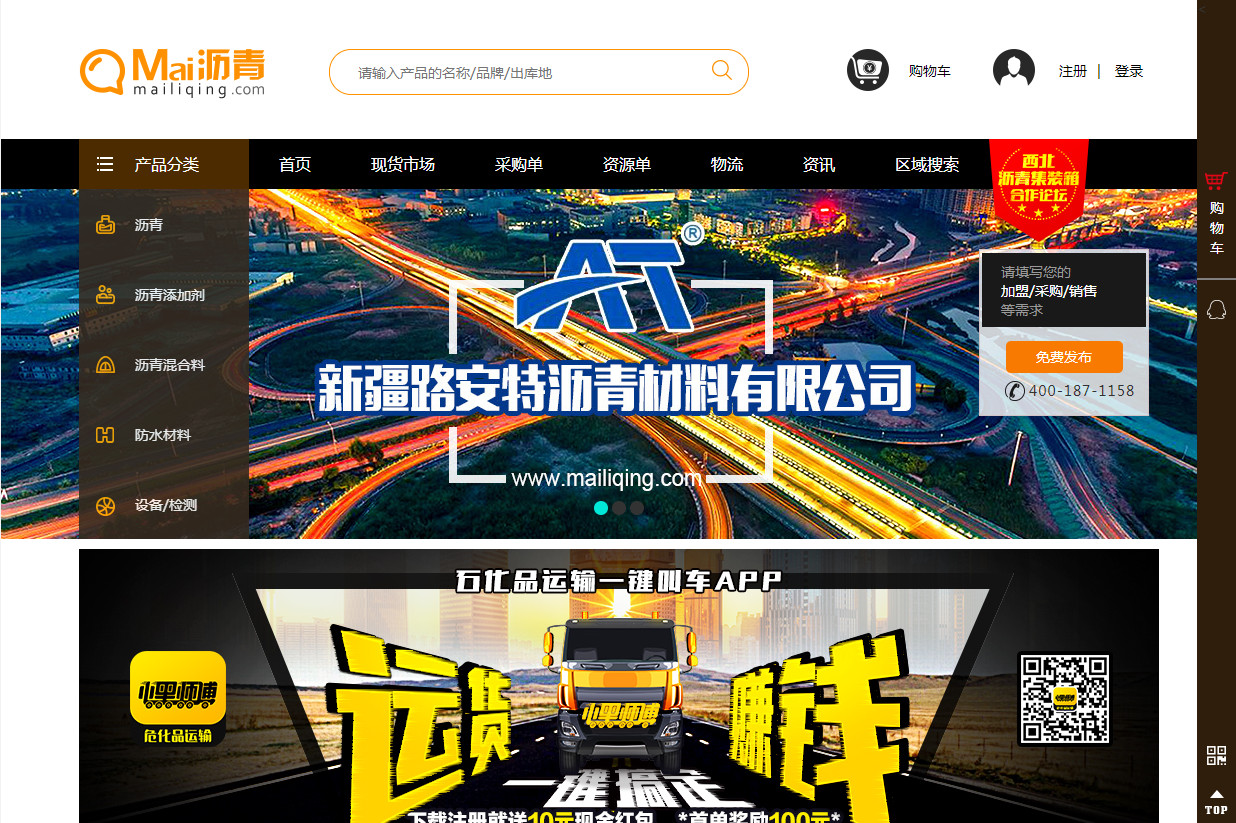 Mai沥青
mailiqing.com
请输入产品的名称/品牌/出库地
购物车
注册
登录
产品分类
首页
现货市场
采购单
资源单
物流
资讯
区域搜索
西北
沥青集装箱
合作论坛
沥青
沥青添加剂
沥青混合料
防水材料
设备/检测
AT®
新疆路安特沥青材料有限公司
www.mailiqing.com
请填写您的
加盟/采购/销售
等需求
免费发布
400-187-1158
购
物
车
石化品运输一键叫车APP
运货
赚钱
小黑师傅
危化品运输
小黑师傅
一键搞定
下载注册就送10元现金红包 *首单奖励100元*
TOP